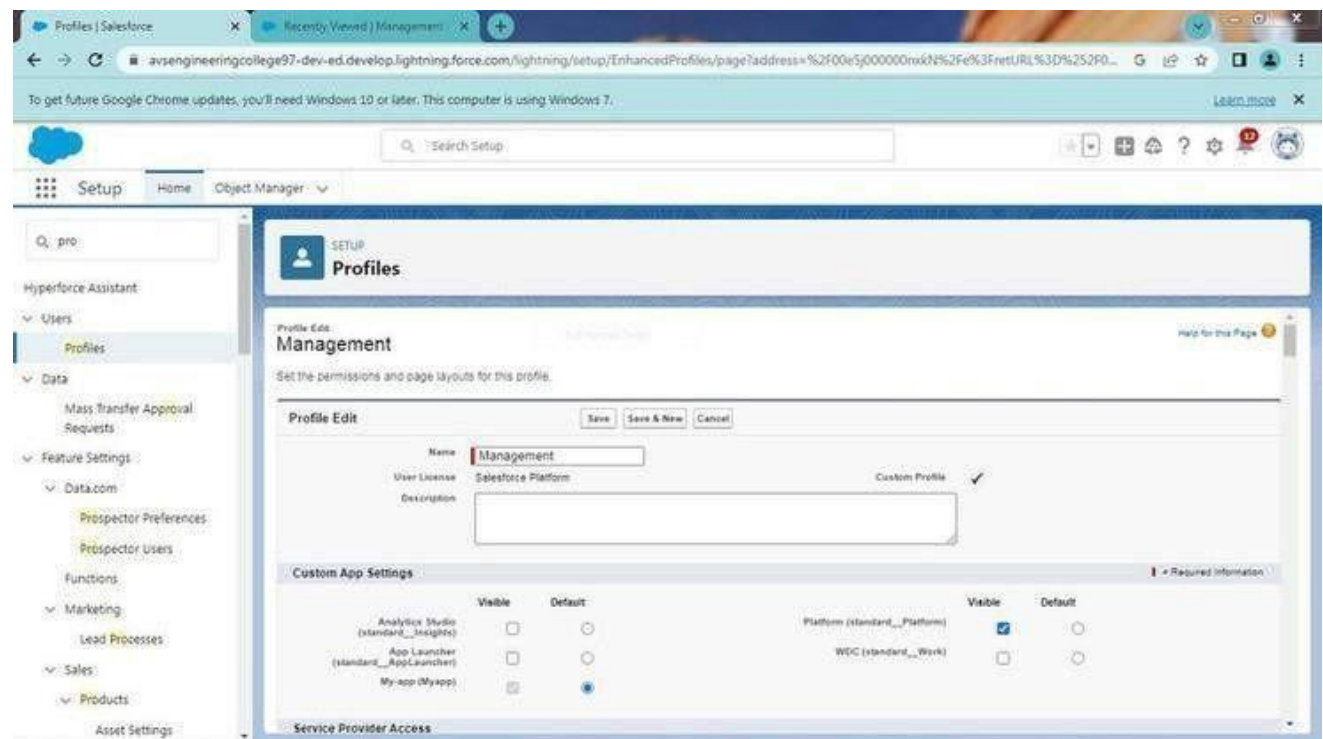 Profiles | Salesforce
Recently Viewed | Management
avsengineeringcollege97-dev-ed.develop.lightning.force.com/lightning/setup/EnhancedProfiles/page?address=%2F00e5j000000nxkN%2Fe%3FretURL%3D%252F0...
To get future Google Chrome updates, you'll need Windows 10 or later. This computer is using Windows 7.
Learn more
Search Setup
12
Setup
Home
Object Manager
pro
SETUP
Profiles
Hyperforce Assistant
Users
Profiles
Data
Mass Transfer Approval
Requests
Feature Settings
Data.com
Prospector Preferences
Prospector Users
Functions
Marketing
Lead Processes
Sales
Products
Asset Settings
Profile Edit
Management
Help for this Page
Set the permissions and page layouts for this profile.
Profile Edit
Save
Save & New
Cancel
Name
Management
User License
Salesforce Platform
Custom Profile
Description
Custom App Settings
= Required Information
Visible
Default
Visible
Default
Analytics Studio
(standard__Insights)
Platform (standard__Platform)
App Launcher
(standard__AppLauncher)
WDC (standard__Work)
My-app (Myapp)
Service Provider Access